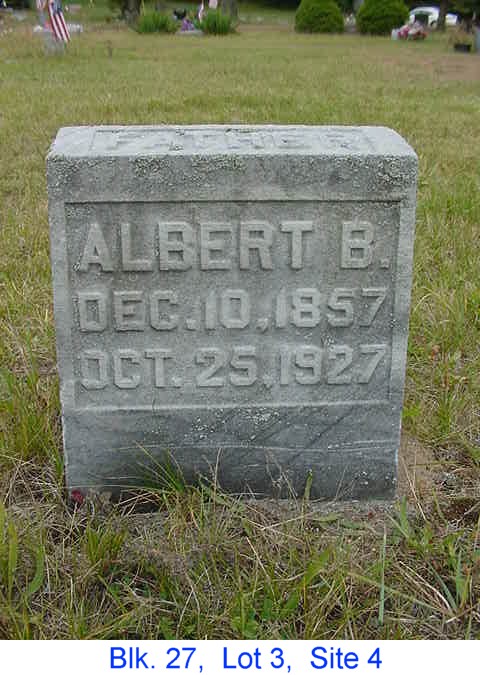 FATHER
ALBERT B.
DEC. 10, 1857
OCT. 25, 1927
Blk. 27, Lot 3, Site 4